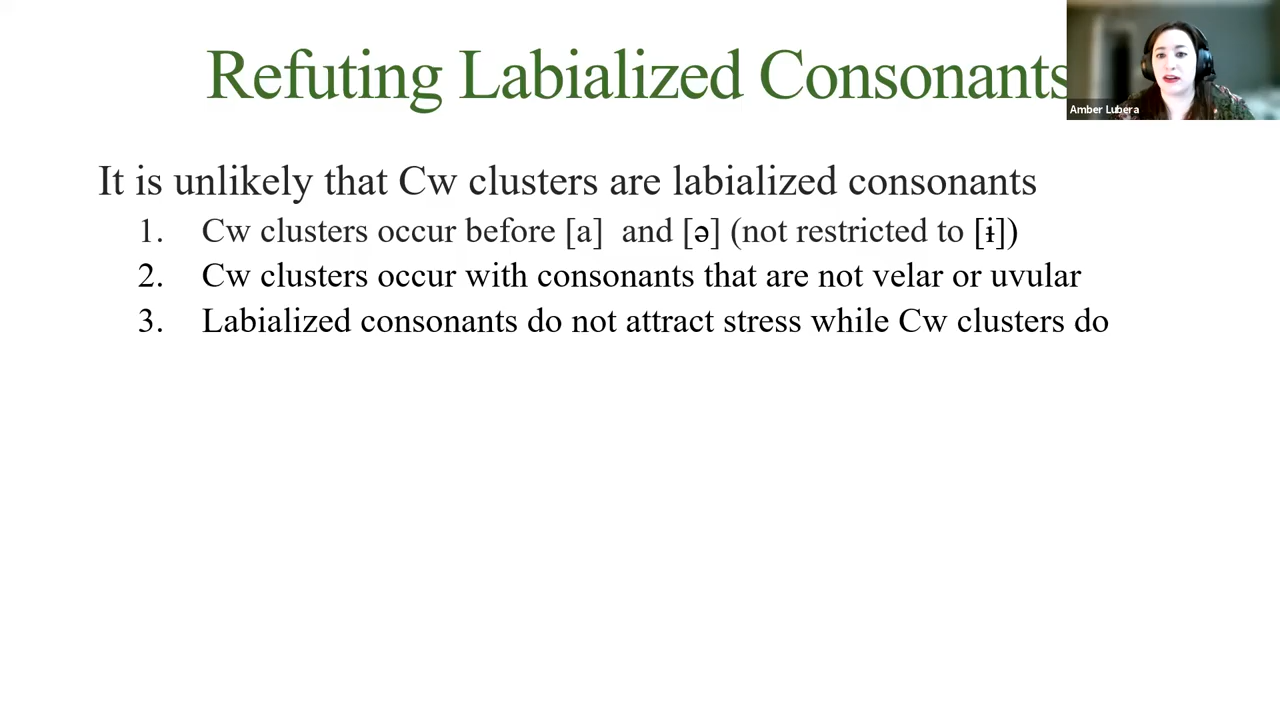 Refuting Labialized Consonants
Amber Lubera
It is unlikely that Cw clusters are labialized consonants
1. Cw clusters occur before [a] and [ə] (not restricted to [ɨ])
2. Cw clusters occur with consonants that are not velar or uvular
3. Labialized consonants do not attract stress while Cw clusters do